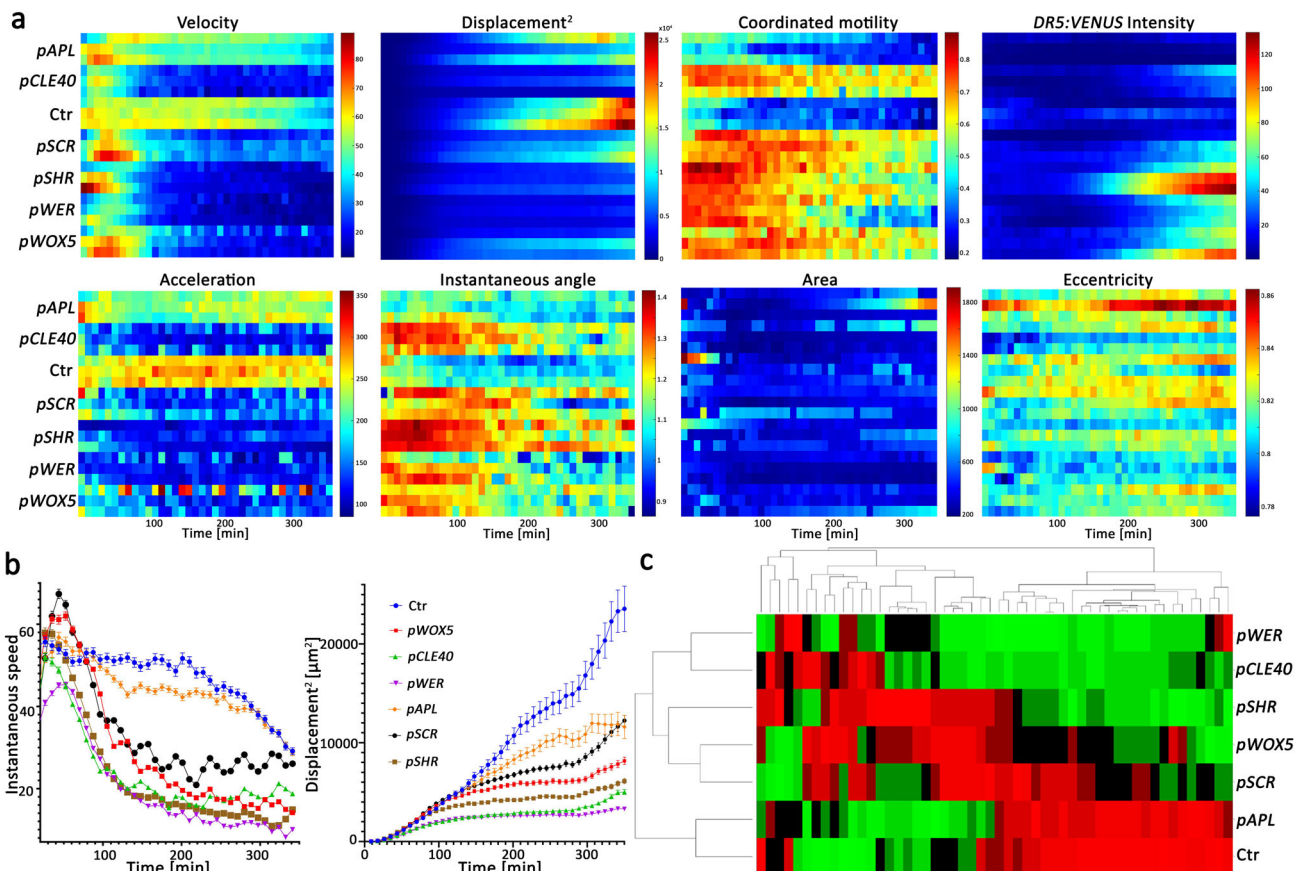 a
Velocity
Displacement²
Coordinated motility
DR5:VENUS Intensity
pAPL
pCLE40
Ctr
pSCR
pSHR
pWER
pWOX5
80
70
60
50
40
30
20
x10⁴
2.5
2
1.5
1
0.5
0
0.8
0.7
0.6
0.5
0.4
0.3
0.2
120
100
80
60
40
20
Acceleration
Instantaneous angle
Area
Eccentricity
pAPL
pCLE40
Ctr
pSCR
pSHR
pWER
pWOX5
350
300
250
200
150
100
1.4
1.3
1.2
1.1
1
0.9
1800
1400
1000
600
200
0.86
0.84
0.82
0.8
0.78
100 200 300
Time [min]
100 200 300
Time [min]
100 200 300
Time [min]
100 200 300
Time [min]
b
Instantaneous speed
60
40
20
100 200 300
Time [min]
Displacement² [µm²]
20000
10000
0
0 100 200 300
Time [min]
Ctr
pWOX5
pCLE40
pWER
pAPL
pSCR
pSHR
c
pWER
pCLE40
pSHR
pWOX5
pSCR
pAPL
Ctr